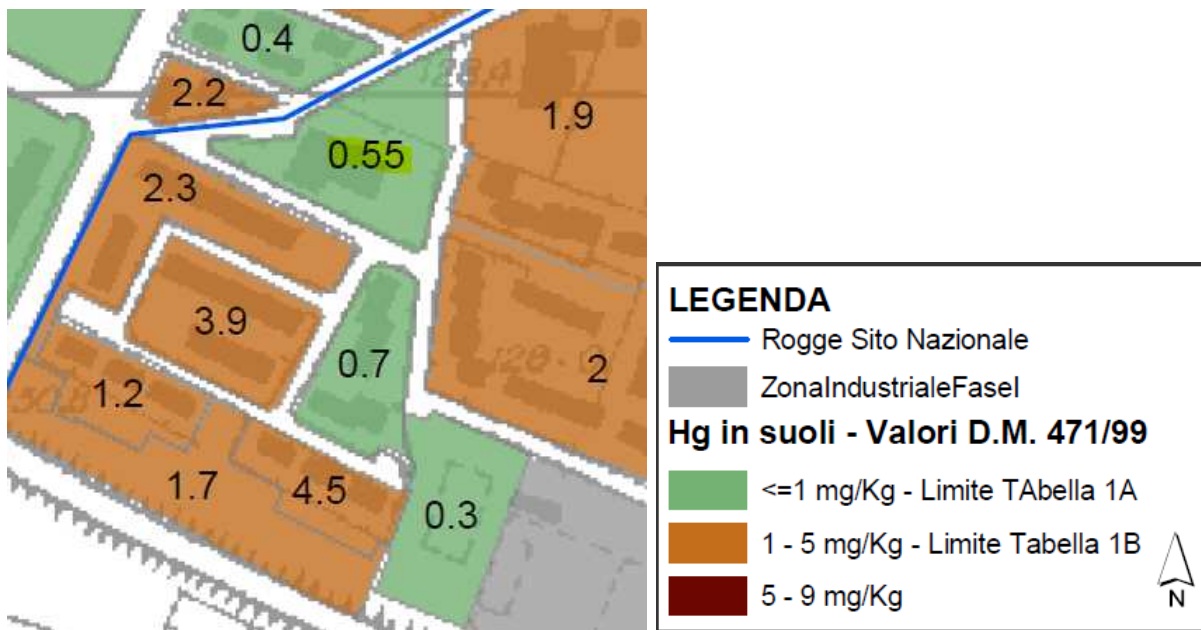 0.4
128.4
2.2
1.9
0.55
2.3
3.9
0.7
2
1.2
1.7
4.5
0.3
LEGENDA
Rogge Sito Nazionale
ZonaIndustrialeFaseI
Hg in suoli - Valori D.M. 471/99
<=1 mg/Kg - Limite TAbella 1A
1 - 5 mg/Kg - Limite Tabella 1B
5 - 9 mg/Kg
N